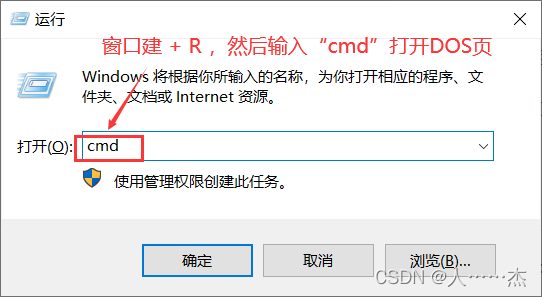 运行
窗口建 + R ，然后输入“cmd”打开DOS页
Windows 将根据你所输入的名称，为你打开相应的程序、文
件夹、文档或 Internet 资源。
打开(O): cmd
使用管理权限创建此任务。
确定 取消 浏览(B)...
CSDN @人……杰